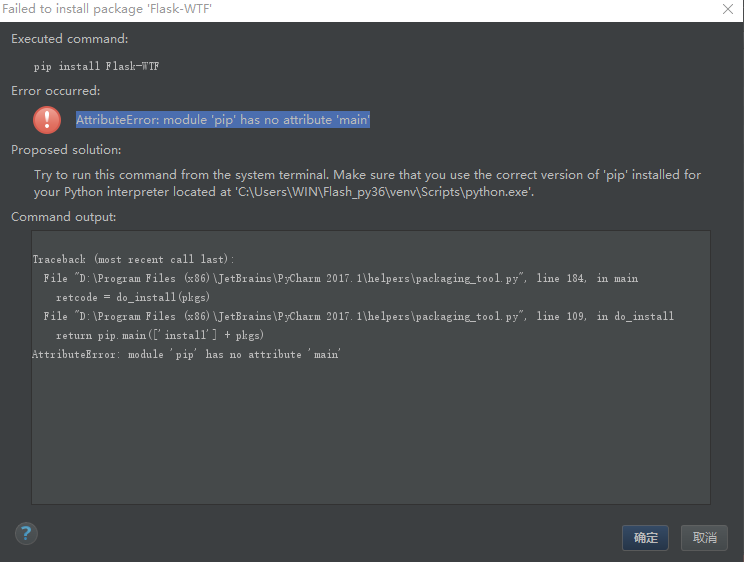 Failed to install package 'Flask-WTF'
Executed command:
pip install Flask-WTF
Error occurred:
AttributeError: module 'pip' has no attribute 'main'
Proposed solution:
Try to run this command from the system terminal. Make sure that you use the correct version of 'pip' installed for
your Python interpreter located at 'C:\Users\WIN\Flash_py36\venv\Scripts\python.exe'.
Command output:
Traceback (most recent call last):
  File "D:\Program Files (x86)\JetBrains\PyCharm 2017.1\helpers\packaging_tool.py", line 184, in main
    retcode = do_install(pkgs)
  File "D:\Program Files (x86)\JetBrains\PyCharm 2017.1\helpers\packaging_tool.py", line 109, in do_install
    return pip.main(['install'] + pkgs)
AttributeError: module 'pip' has no attribute 'main'
?
确定
取消